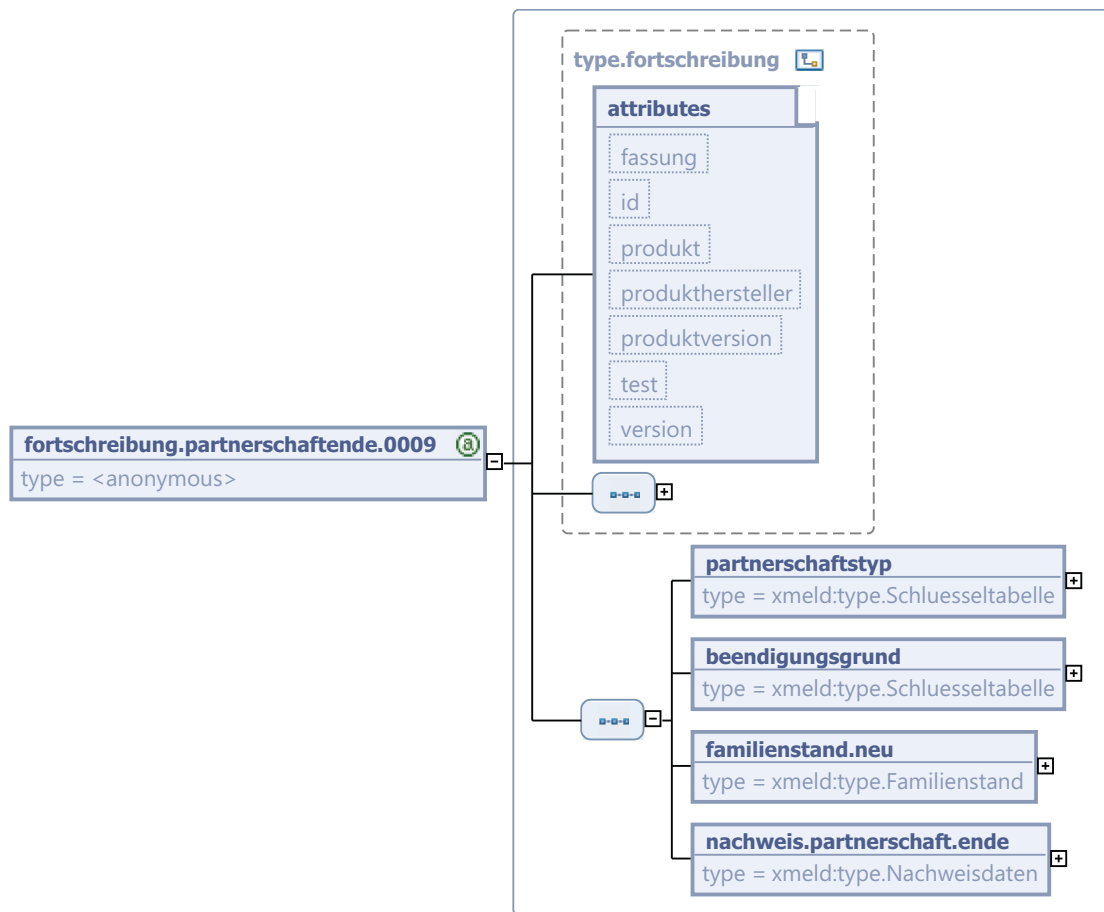 type.fortschreibung
attributes
fassung
id
produkt
produkthersteller
produktversion
test
version
fortschreibung.partnerschaftende.0009 a
type = <anonymous>
partnerschaftstyp
type = xmeld:type.Schluesseltabelle
beendigungsgrund
type = xmeld:type.Schluesseltabelle
familienstand.neu
type = xmeld:type.Familienstand
nachweis.partnerschaft.ende
type = xmeld:type.Nachweisdaten